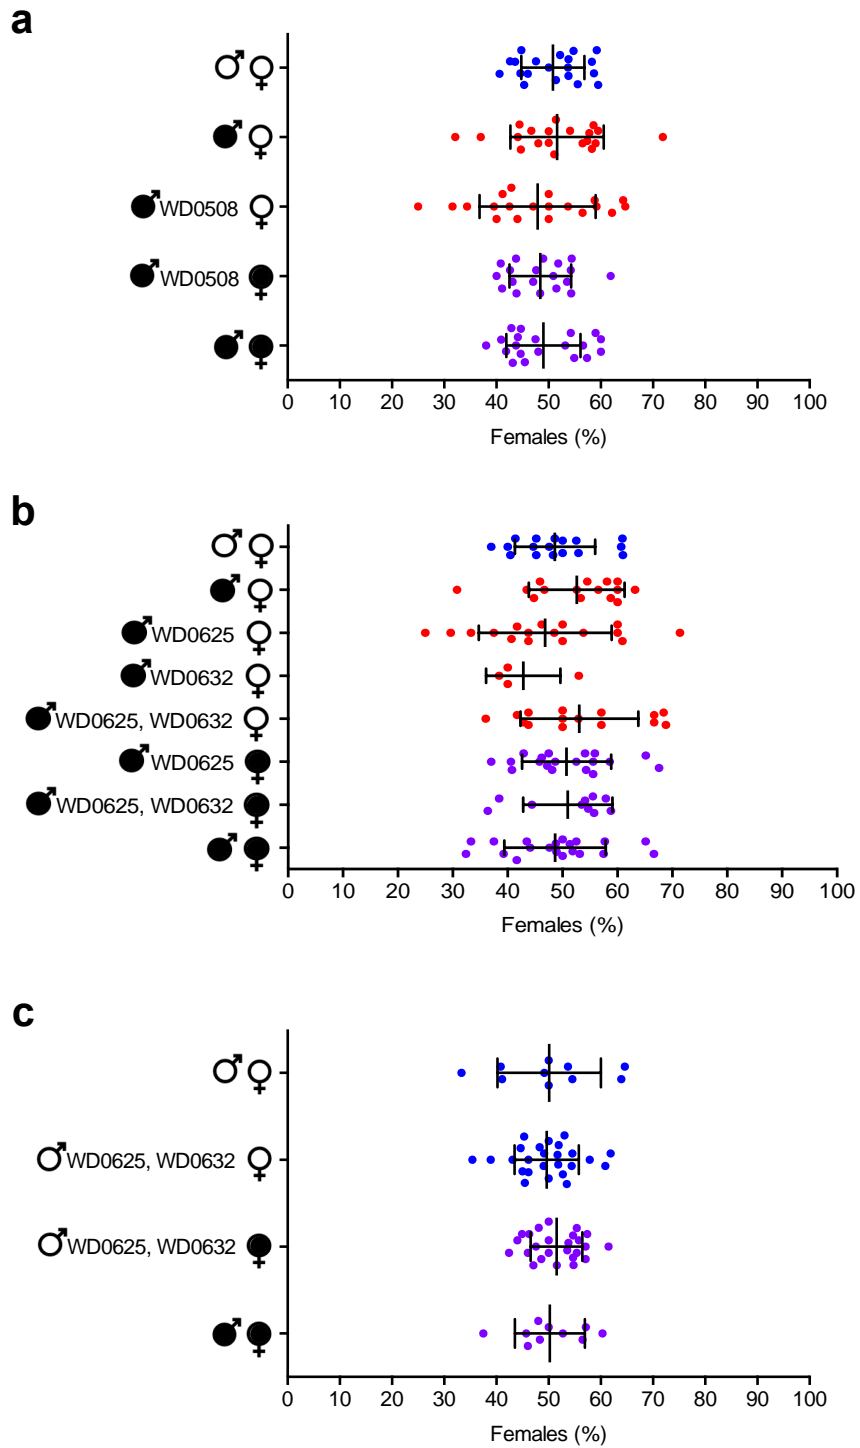 a
♂ ♀
♂ ♀
♂WD0508 ♀
♂WD0508 ♀
♂ ♀
0 10 20 30 40 50 60 70 80 90 100
Females (%)
b
♂ ♀
♂ ♀
♂WD0625 ♀
♂WD0632 ♀
♂WD0625, WD0632 ♀
♂WD0625 ♀
♂WD0625, WD0632 ♀
♂ ♀
0 10 20 30 40 50 60 70 80 90 100
Females (%)
c
♂ ♀
♂WD0625, WD0632 ♀
♂WD0625, WD0632 ♀
♂ ♀
0 10 20 30 40 50 60 70 80 90 100
Females (%)